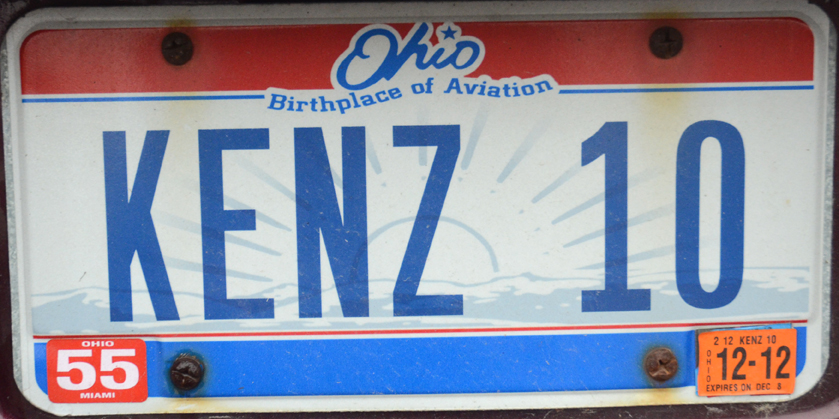 Ohio
Birthplace of Aviation
KENZ 10
OHIO
55
MIAMI
2 12 KENZ 10
OHIO
12-12
EXPIRES ON DEC 8